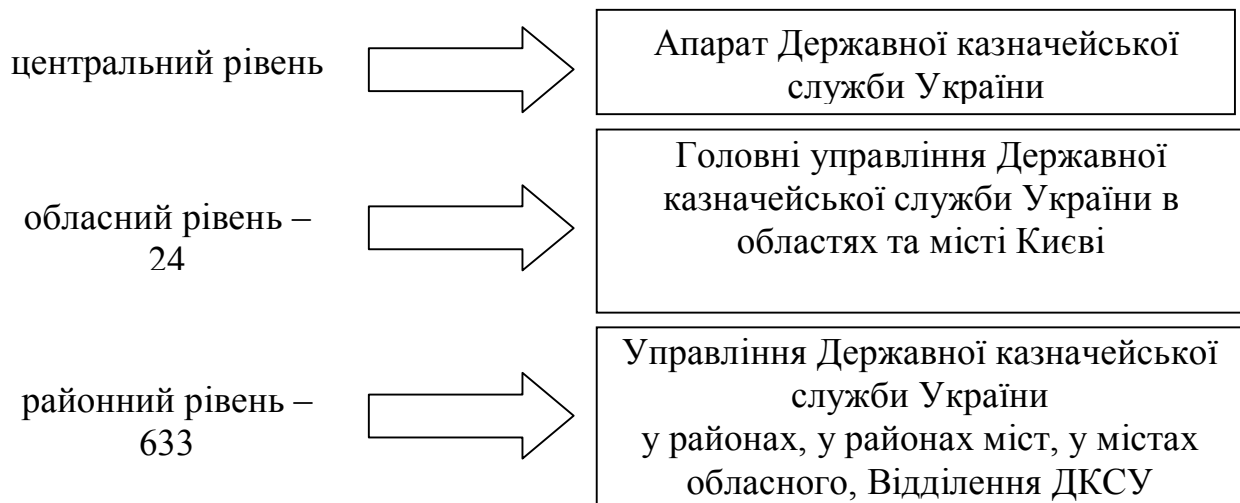 центральний рівень
Апарат Державної казначейської
служби України
обласний рівень –
24
Головні управління Державної
казначейської служби України в
областях та місті Києві
районний рівень –
633
Управління Державної казначейської
служби України
у районах, у районах міст, у містах
обласного, Відділення ДКСУ